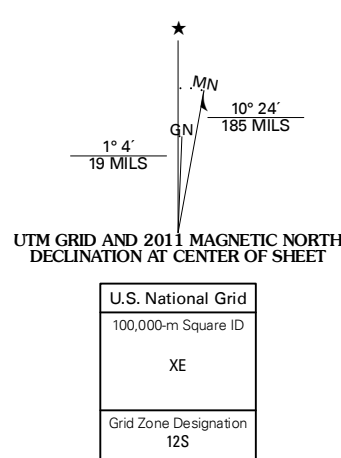 ★
MN
GN
10° 24´
185 MILS
1° 4´
19 MILS
UTM GRID AND 2011 MAGNETIC NORTH
DECLINATION AT CENTER OF SHEET
U.S. National Grid
100,000-m Square ID
XE
Grid Zone Designation
12S